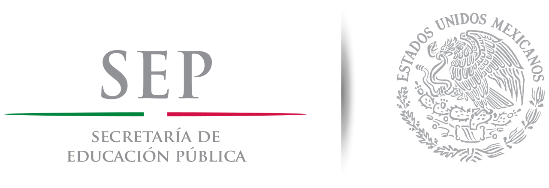 SEP
SECRETARÍA DE
EDUCACIÓN PÚBLICA
ESTADOS UNIDOS MEXICANOS